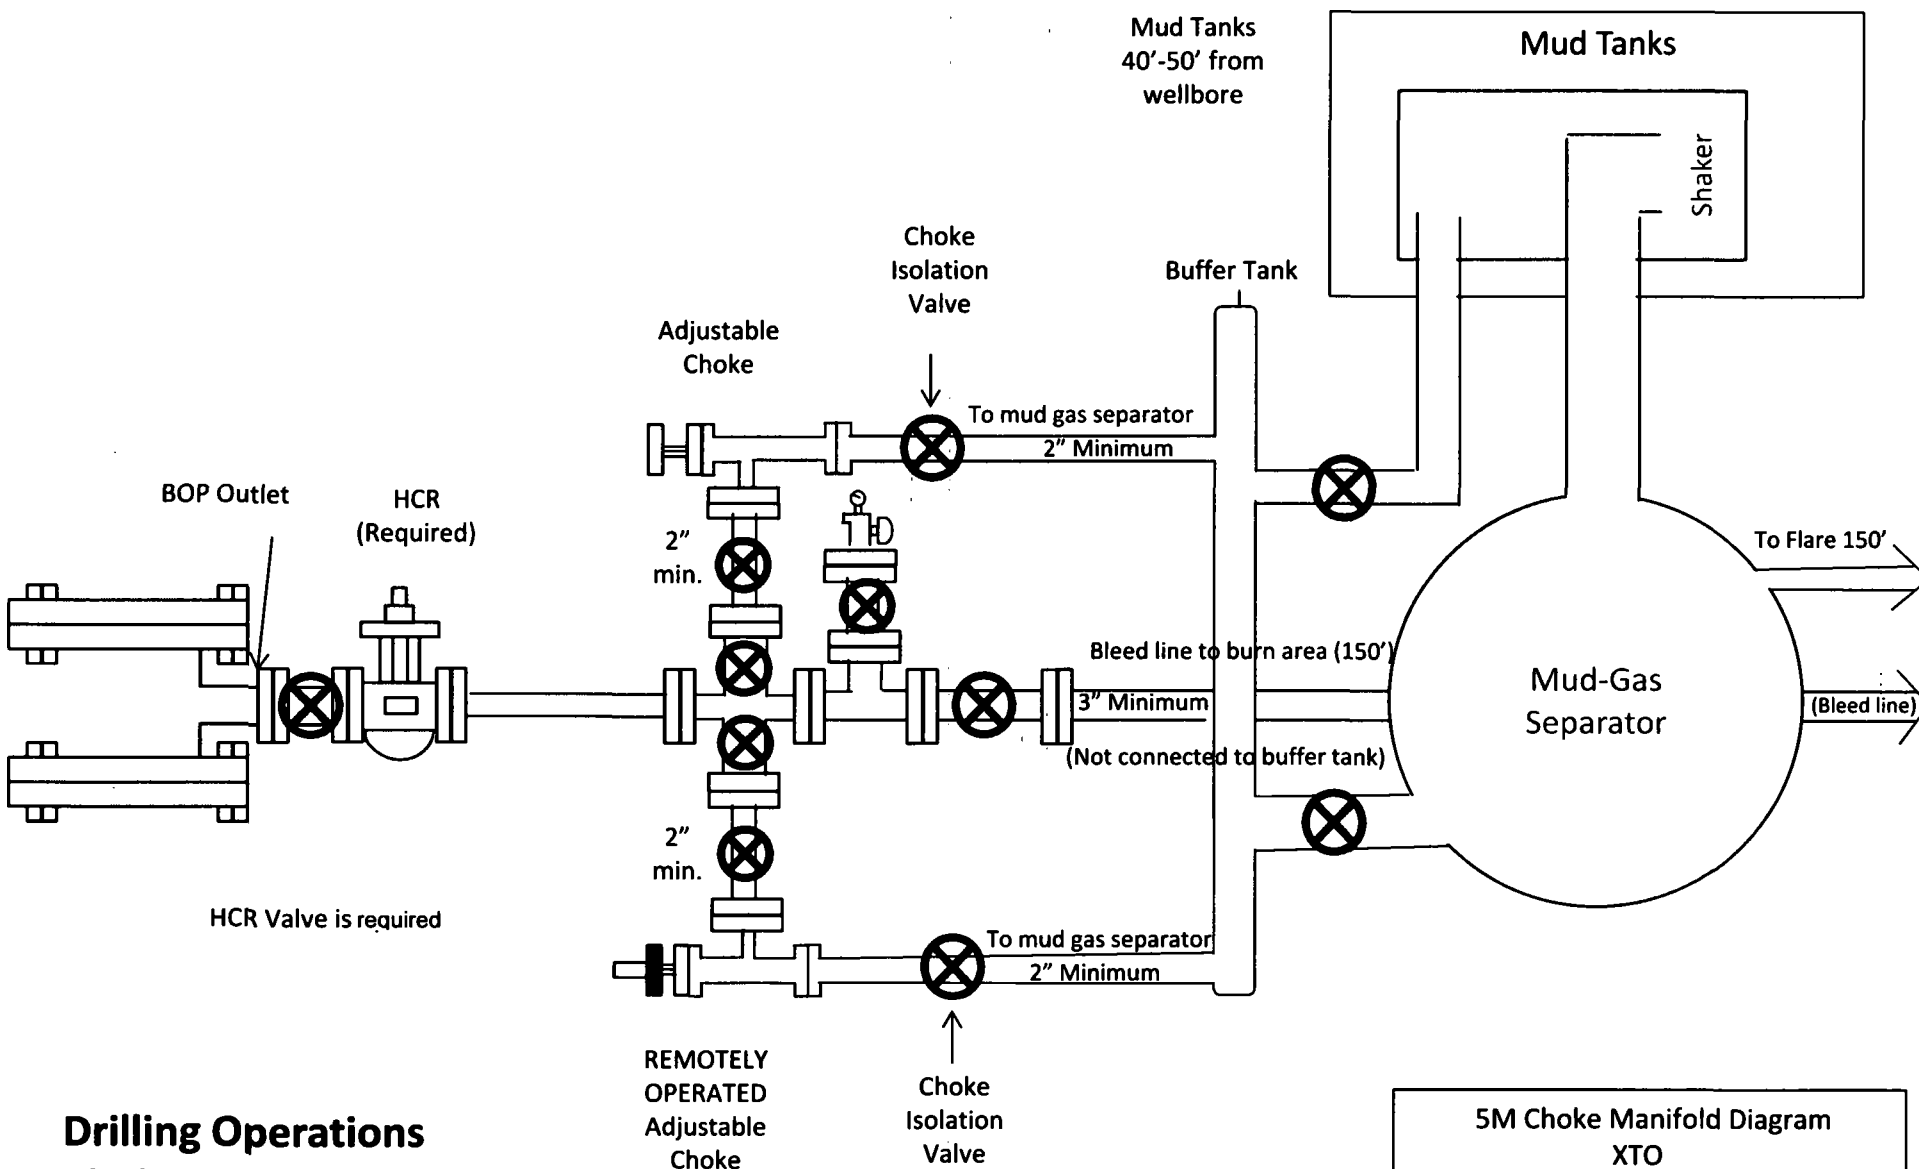 Mud Tanks
40'-50' from
wellbore
Mud Tanks
Shaker
Choke
Isolation
Valve
Buffer Tank
Adjustable
Choke
To mud gas separator
2" Minimum
BOP Outlet
HCR
(Required)
2"
min.
To Flare 150'
Bleed line to burn area (150')
3" Minimum
(Not connected to buffer tank)
Mud-Gas
Separator
(Bleed line)
2"
min.
HCR Valve is required
To mud gas separator
2" Minimum
REMOTELY
OPERATED
Adjustable
Choke
Choke
Isolation
Valve
Drilling Operations
5M Choke Manifold Diagram
XTO